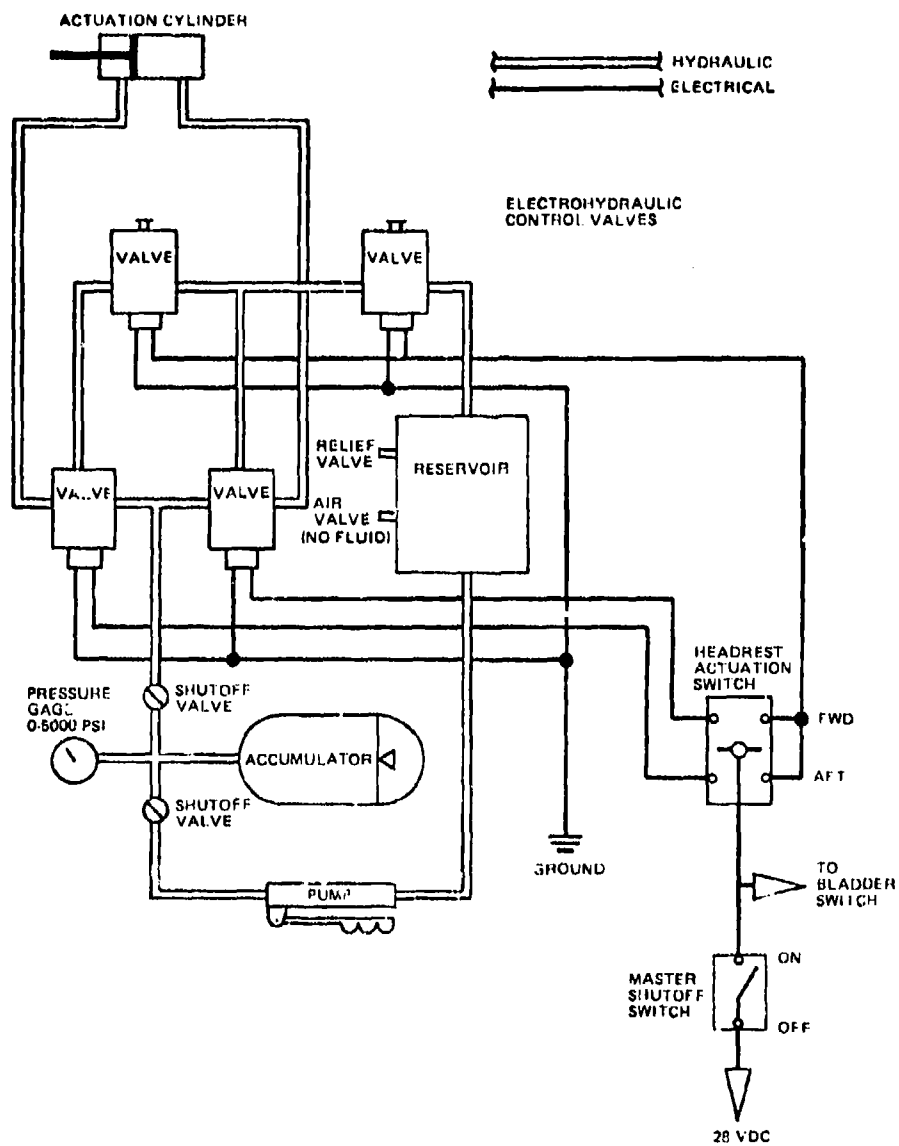 ACTUATION CYLINDER
HYDRAULIC
ELECTRICAL
ELECTROHYDRAULIC
CONTROL VALVES
VALVE
VALVE
RELIEF
VALVE
RESERVOIR
VALVE
VALVE
AIR
VALVE
(NO FLUID)
HEADREST
ACTUATION
SWITCH
PRESSURE
GAGE
0-5000 PSI
SHUTOFF
VALVE
FWD
ACCUMULATOR
AFT
SHUTOFF
VALVE
GROUND
TO
BLADDER
SWITCH
PUMP
ON
MASTER
SHUTOFF
SWITCH
OFF
28 VDC